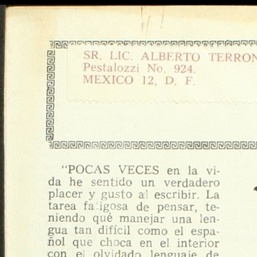 SR. LIC. ALBERTO TERRON
Pestalozzi No. 924.
MEXICO 12, D. F.
"POCAS VECES en la vi-
da he sentido un verdadero
placer y gusto al escribir. La
tarea fatigosa de pensar, te-
niendo qué manejar una len-
gua tan difícil como el espa-
ñol que choca en el interior
con el olvidado lenguaje de